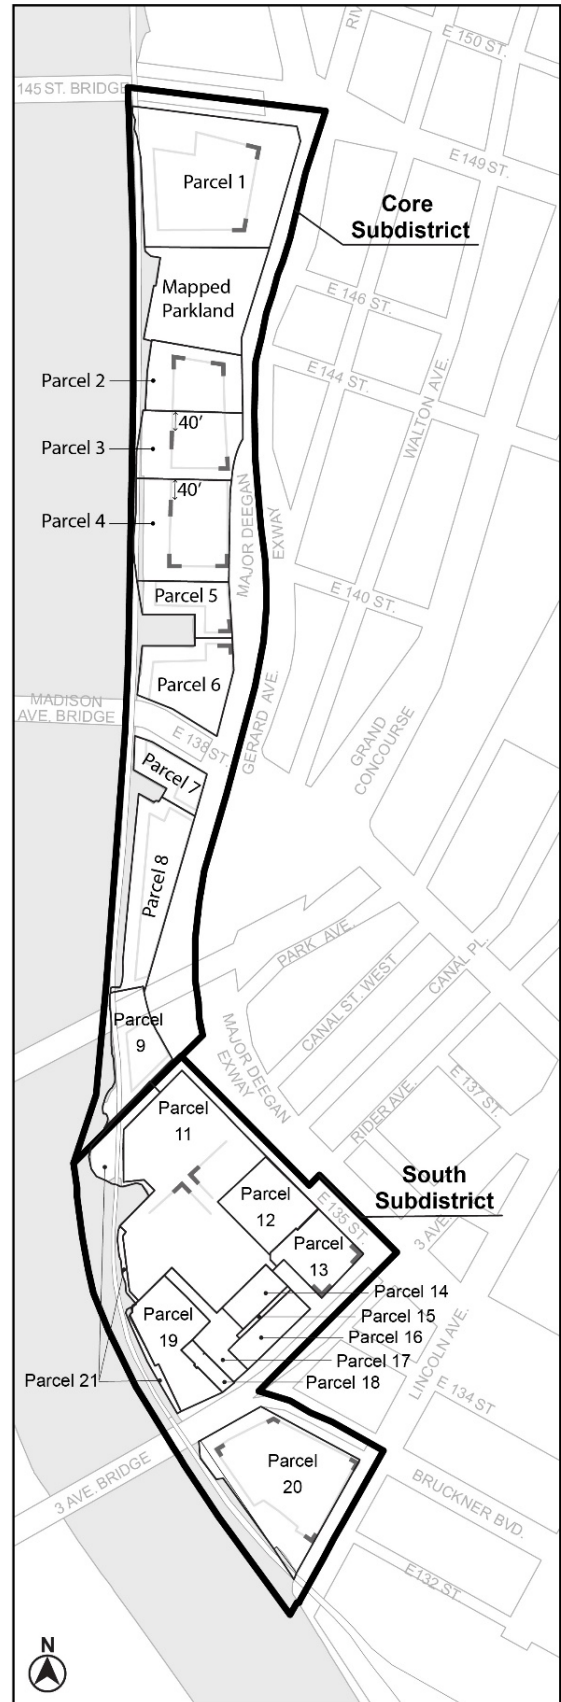 E 150 ST.
RIV
145 ST. BRIDGE
E 149 ST.
Parcel 1
Core
Subdistrict
Mapped
Parkland
E 146 ST.
E 144 ST.
WALTON AVE.
Parcel 2
40'
Parcel 3
40'
Parcel 4
MAJOR DEEGAN
EXWAY
E 140 ST.
Parcel 5
Parcel 6
MADISON
AVE. BRIDGE
E 138 ST.
GERARD AVE.
GRAND
CONCOURSE
Parcel 7
Parcel 8
PARK AVE.
CANAL ST. WEST
CANAL PL.
Parcel
9
MAJOR DEEGAN
EXWAY
E 137 ST.
RIDER AVE.
Parcel
11
South
Subdistrict
Parcel
12
E 135 ST.
3 AVE.
Parcel
13
Parcel 14
Parcel 15
Parcel 16
Parcel 17
Parcel 18
Parcel
19
Parcel 21
LINCOLN AVE.
E 134 ST
3 AVE. BRIDGE
Parcel
20
BRUCKNER BVD.
E 132 ST
N